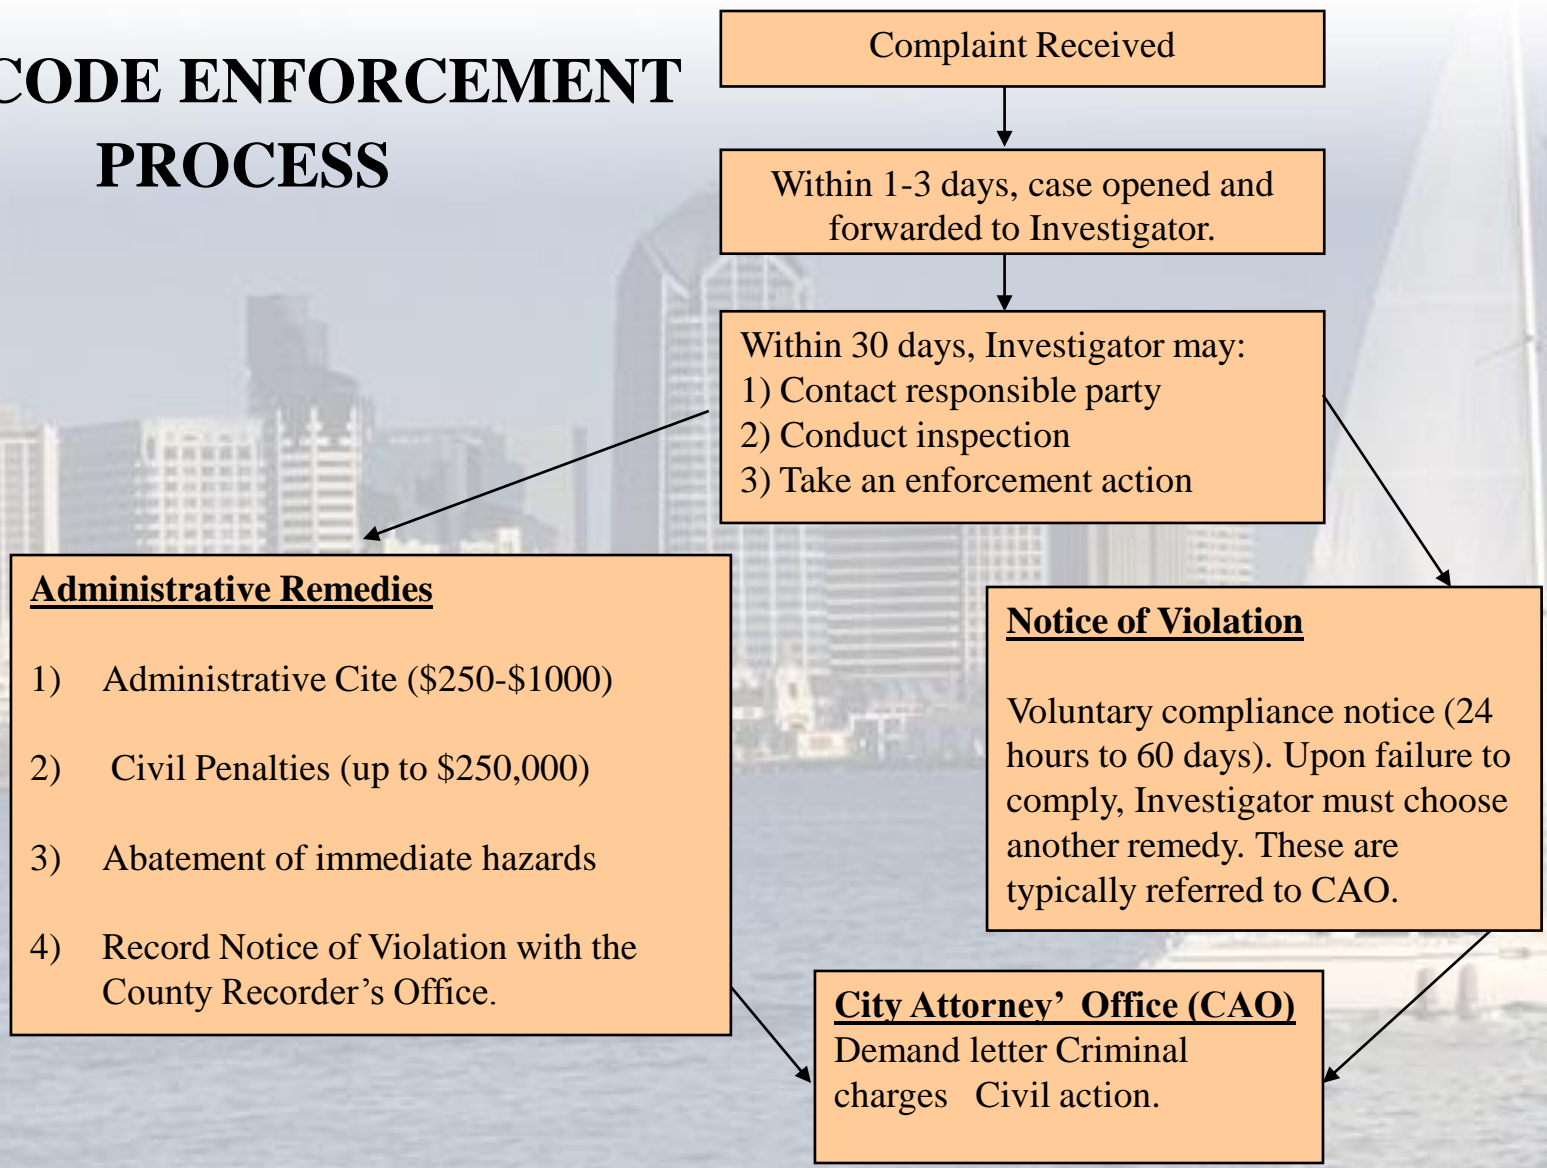 CODE ENFORCEMENT
PROCESS
Complaint Received
Within 1-3 days, case opened and
forwarded to Investigator.
Within 30 days, Investigator may:
1) Contact responsible party
2) Conduct inspection
3) Take an enforcement action
Administrative Remedies
1) Administrative Cite ($250-$1000)
2) Civil Penalties (up to $250,000)
3) Abatement of immediate hazards
4) Record Notice of Violation with the
County Recorder’s Office.
Notice of Violation
Voluntary compliance notice (24
hours to 60 days). Upon failure to
comply, Investigator must choose
another remedy. These are
typically referred to CAO.
City Attorney’ Office (CAO)
Demand letter Criminal
charges Civil action.